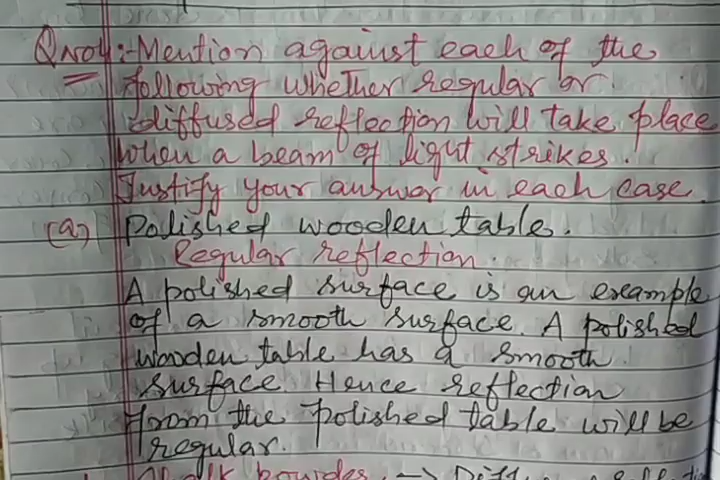 Q no 4:- Mention against each of the
following whether regular or
diffused reflection will take place
when a beam of light strikes.
Justify your answer in each case.
(a) Polished wooden table.
Regular reflection.
A polished surface is an example
of a smooth surface. A polished
wooden table has a smooth
surface. Hence reflection
from the polished table will be
regular.